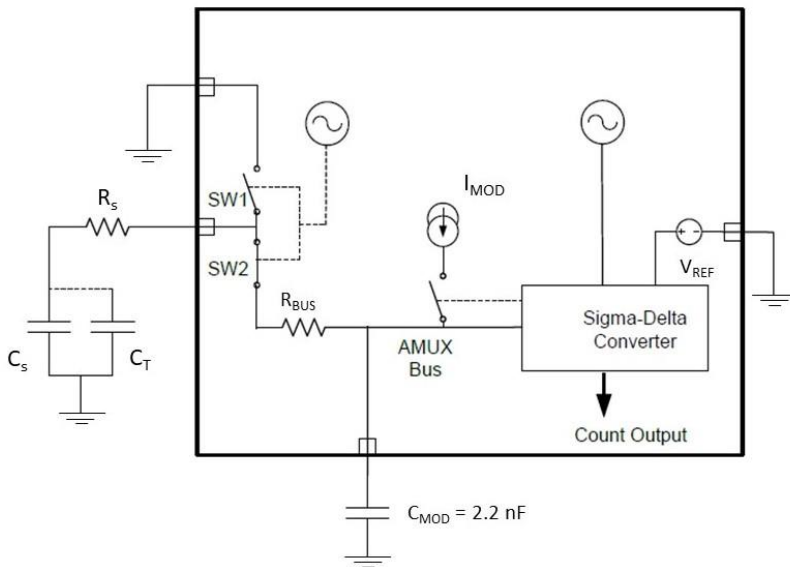 I_MOD
R_s
SW1
SW2
R_BUS
V_REF
+ -
AMUX
Bus
Sigma-Delta
Converter
C_s
C_T
Count Output
C_MOD = 2.2 nF